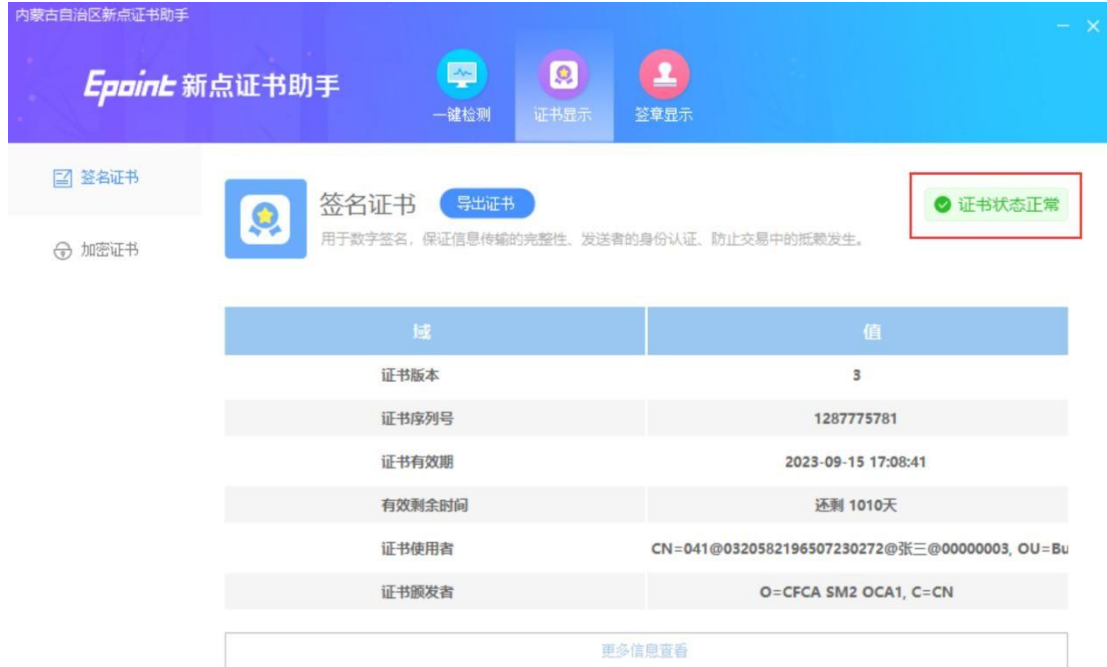 内蒙古自治区新点证书助手
Epoint 新点证书助手
一键检测 证书显示 签章显示
签名证书
加密证书
签名证书 导出证书
用于数字签名，保证信息传输的完整性、发送者的身份认证、防止交易中的抵赖发生。
证书状态正常
域 值
证书版本 3
证书序列号 1287775781
证书有效期 2023-09-15 17:08:41
有效剩余时间 还剩 1010天
证书使用者 CN=041@0320582196507230272@张三@00000003, OU=Bu
证书颁发者 O=CFCA SM2 OCA1, C=CN
更多信息查看